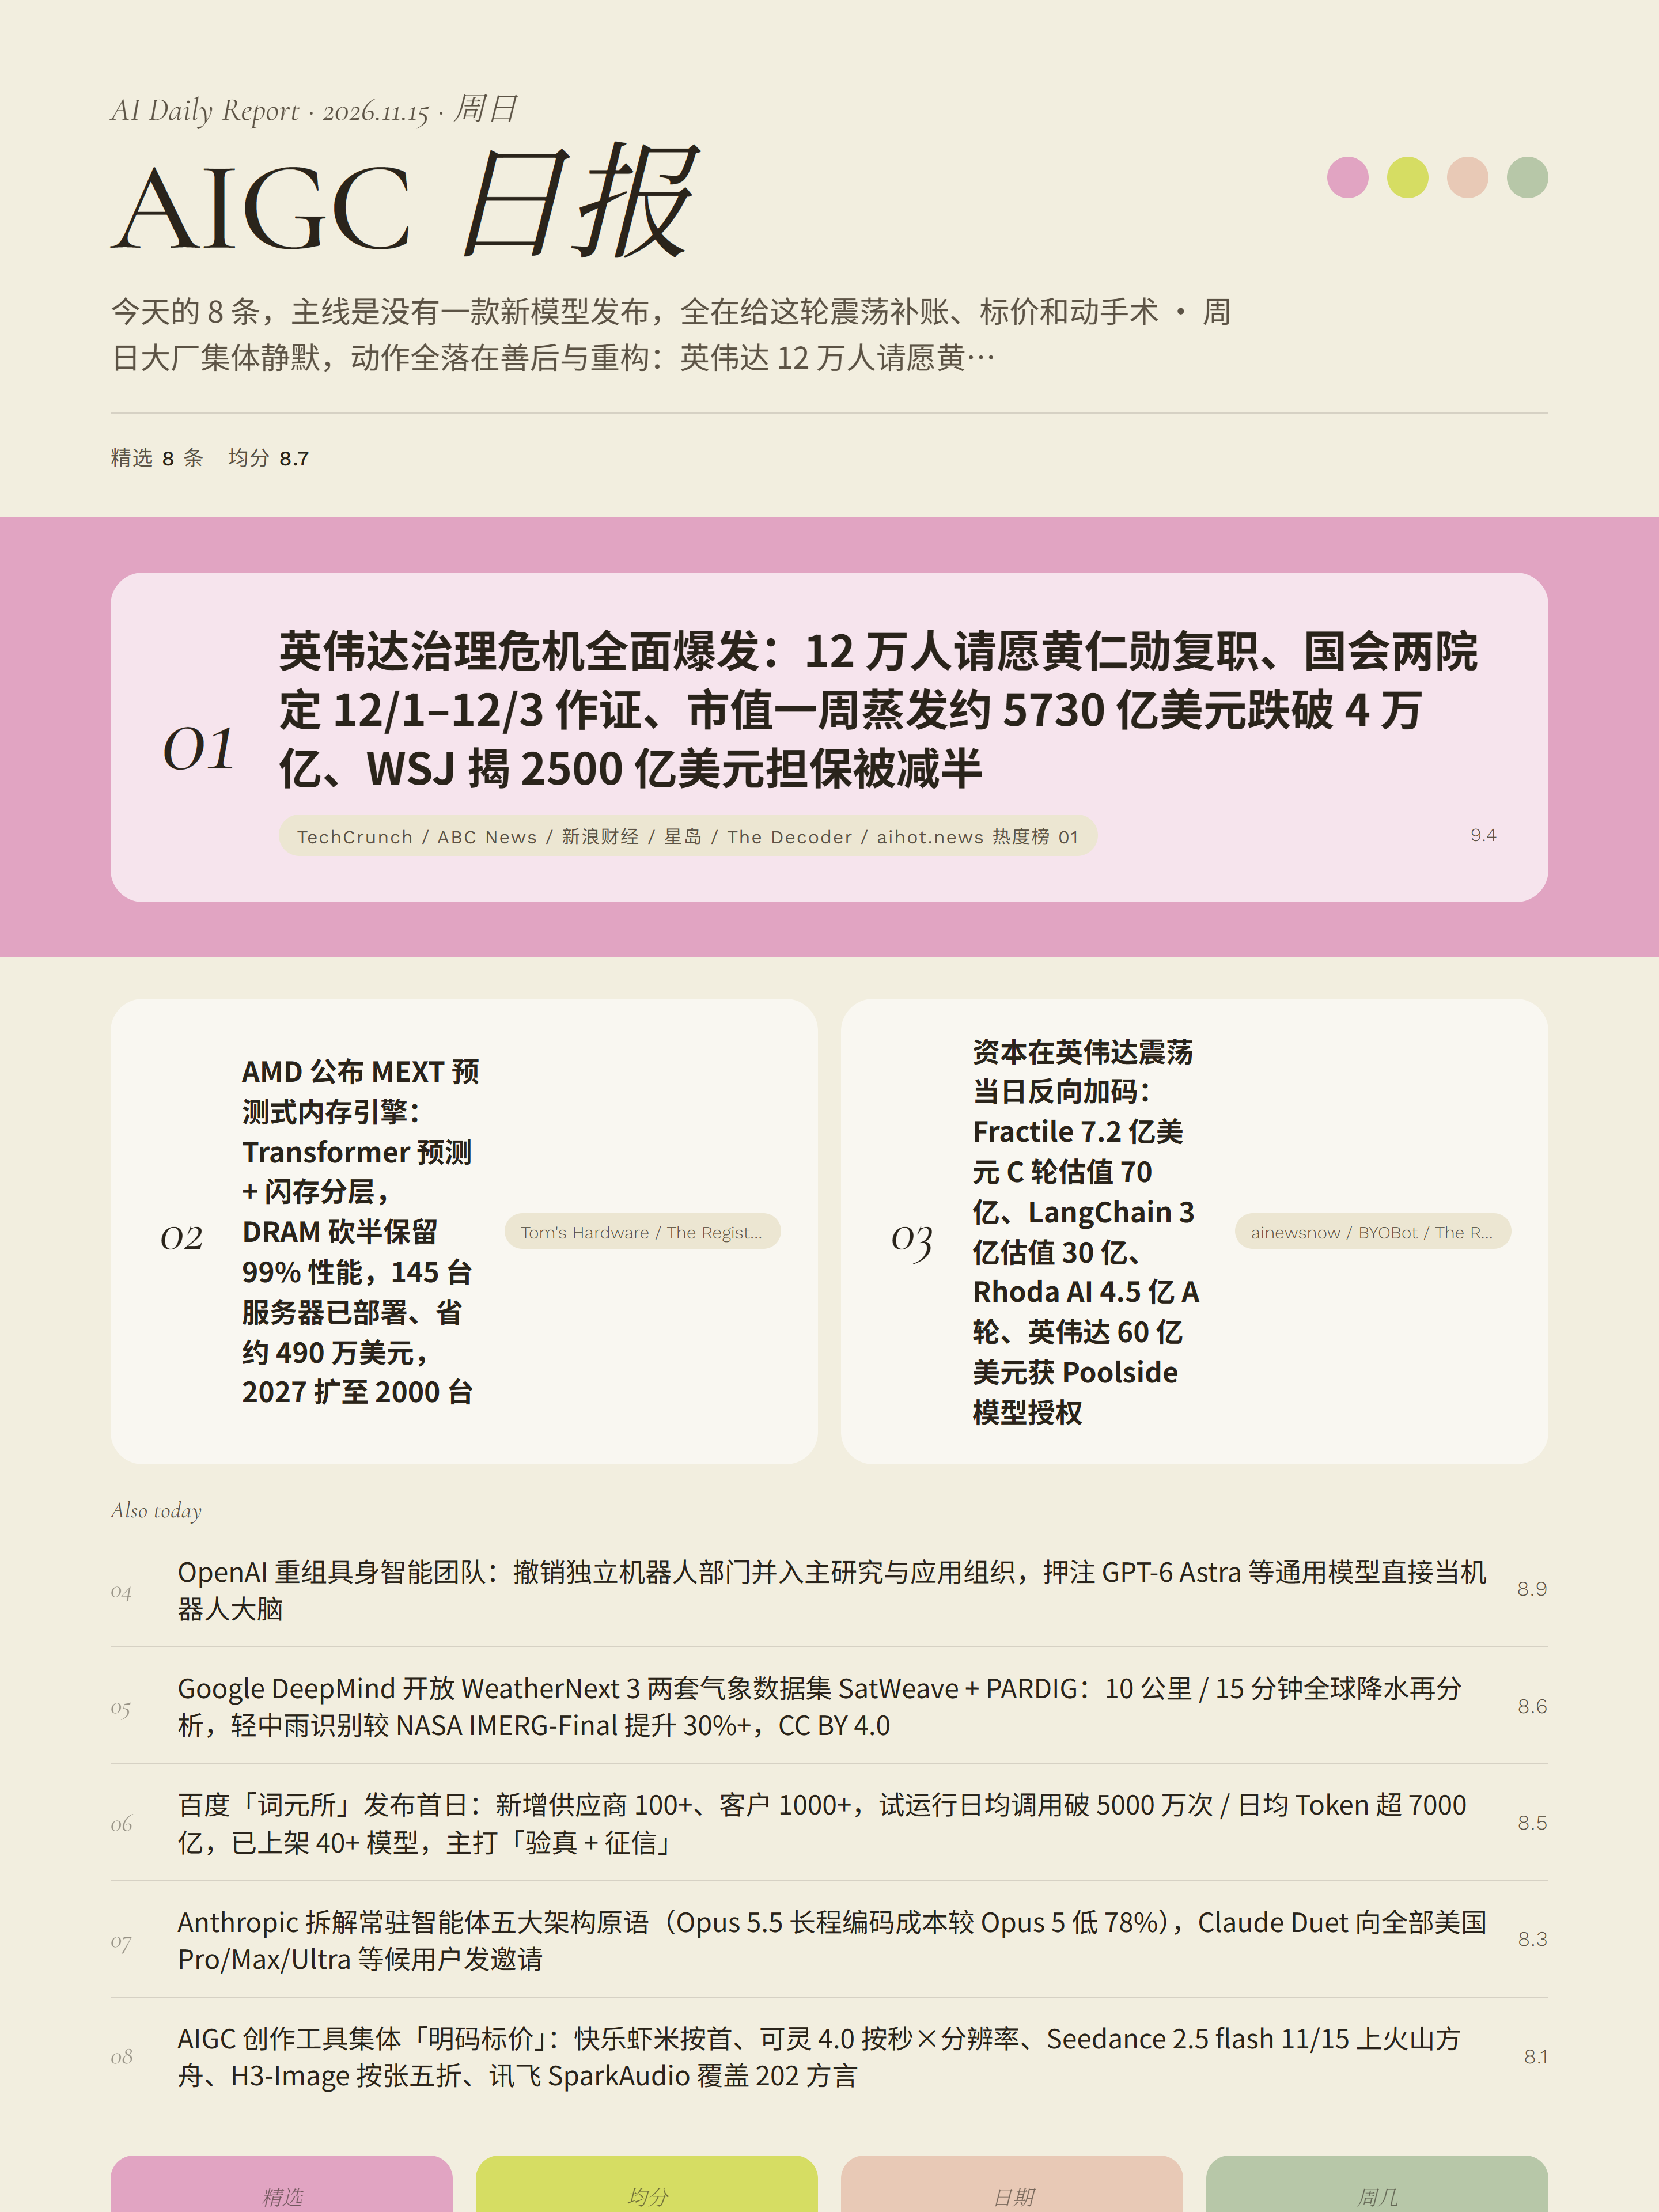 AI Daily Report · 2026.11.15 · 周日
AIGC 日报
今天的 8 条，主线是没有一款新模型发布，全在给这轮震荡补账、标价和动手术 · 周
日大厂集体静默，动作全落在善后与重构：英伟达 12 万人请愿黄…
精选 8 条 均分 8.7
01
英伟达治理危机全面爆发：12 万人请愿黄仁勋复职、国会两院
定 12/1–12/3 作证、市值一周蒸发约 5730 亿美元跌破 4 万
亿、WSJ 揭 2500 亿美元担保被减半
TechCrunch / ABC News / 新浪财经 / 星岛 / The Decoder / aihot.news 热度榜 01
9.4
02
AMD 公布 MEXT 预
测式内存引擎：
Transformer 预测
+ 闪存分层，
DRAM 砍半保留
99% 性能，145 台
服务器已部署、省
约 490 万美元，
2027 扩至 2000 台
Tom's Hardware / The Regist...
03
资本在英伟达震荡
当日反向加码：
Fractile 7.2 亿美
元 C 轮估值 70
亿、LangChain 3
亿估值 30 亿、
Rhoda AI 4.5 亿 A
轮、英伟达 60 亿
美元获 Poolside
模型授权
ainewsnow / BYOBot / The R...
Also today
04
OpenAI 重组具身智能团队：撤销独立机器人部门并入主研究与应用组织，押注 GPT-6 Astra 等通用模型直接当机
器人大脑
8.9
05
Google DeepMind 开放 WeatherNext 3 两套气象数据集 SatWeave + PARDIG：10 公里 / 15 分钟全球降水再分
析，轻中雨识别较 NASA IMERG-Final 提升 30%+，CC BY 4.0
8.6
06
百度「词元所」发布首日：新增供应商 100+、客户 1000+，试运行日均调用破 5000 万次 / 日均 Token 超 7000
亿，已上架 40+ 模型，主打「验真 + 征信」
8.5
07
Anthropic 拆解常驻智能体五大架构原语（Opus 5.5 长程编码成本较 Opus 5 低 78%），Claude Duet 向全部美国
Pro/Max/Ultra 等候用户发邀请
8.3
08
AIGC 创作工具集体「明码标价」：快乐虾米按首、可灵 4.0 按秒×分辨率、Seedance 2.5 flash 11/15 上火山方
舟、H3-Image 按张五折、讯飞 SparkAudio 覆盖 202 方言
8.1
精选
均分
日期
周几